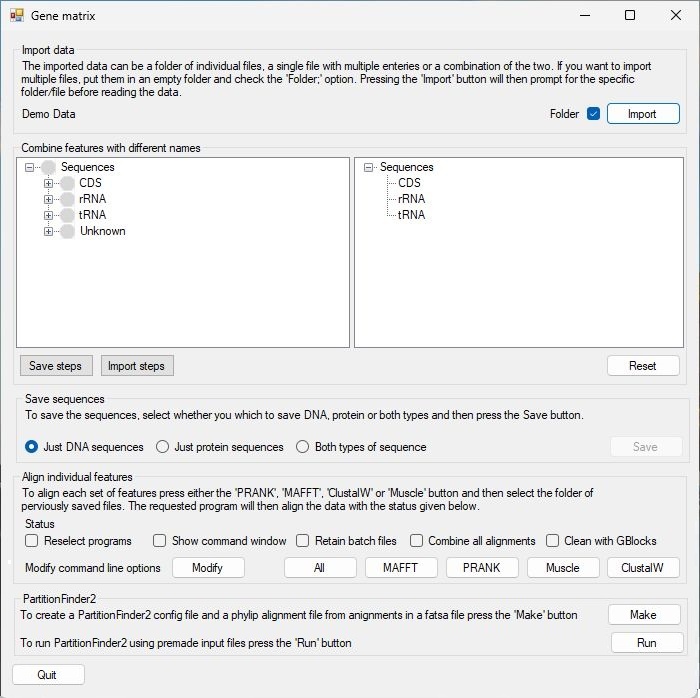 Gene matrix
Import data
The imported data can be a folder of individual files, a single file with multiple enteries or a combination of the two. If you want to import
multiple files, put them in an empty folder and check the 'Folder;' option. Pressing the 'Import' button will then prompt for the specific
folder/file before reading the data.
Demo Data
Folder
Import
Combine features with different names
Sequences
CDS
rRNA
tRNA
Unknown
Sequences
CDS
rRNA
tRNA
Save steps
Import steps
Reset
Save sequences
To save the sequences, select whether you which to save DNA, protein or both types and then press the Save button.
Just DNA sequences
Just protein sequences
Both types of sequence
Save
Align individual features
To align each set of features press either the 'PRANK', 'MAFFT', 'ClustalW' or 'Muscle' button and then select the folder of
perviously saved files. The requested program will then align the data with the status given below.
Status
Reselect programs
Show command window
Retain batch files
Combine all alignments
Clean with GBlocks
Modify command line options
Modify
All
MAFFT
PRANK
Muscle
ClustalW
PartitionFinder2
To create a PartitionFinder2 config file and a phylip alignment file from anignments in a fatsa file press the 'Make' button
Make
To run PartitionFinder2 using premade input files press the 'Run' button
Run
Quit